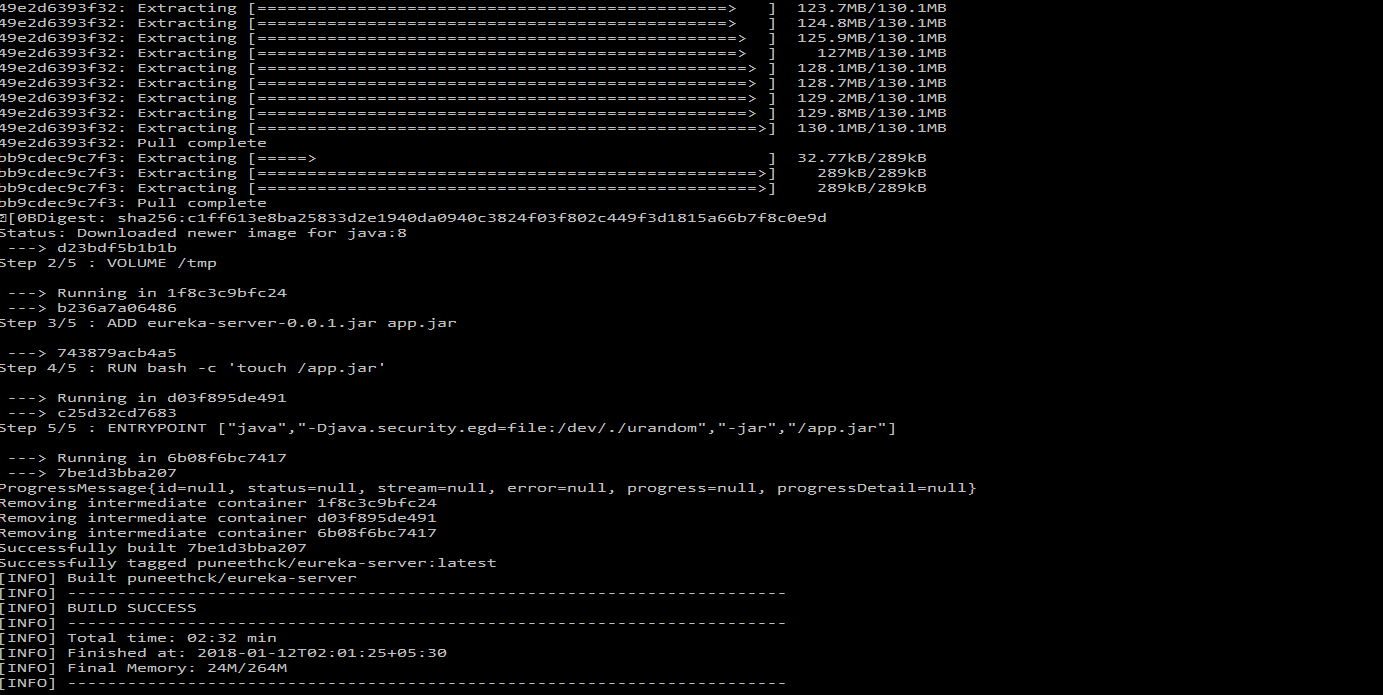 49e2d6393f32: Extracting [===============================================>   ]  123.7MB/130.1MB
49e2d6393f32: Extracting [===============================================>   ]  124.8MB/130.1MB
49e2d6393f32: Extracting [================================================>  ]  125.9MB/130.1MB
49e2d6393f32: Extracting [================================================>  ]    127MB/130.1MB
49e2d6393f32: Extracting [=================================================> ]  128.1MB/130.1MB
49e2d6393f32: Extracting [=================================================> ]  128.7MB/130.1MB
49e2d6393f32: Extracting [=================================================> ]  129.2MB/130.1MB
49e2d6393f32: Extracting [=================================================> ]  129.8MB/130.1MB
49e2d6393f32: Extracting [==================================================>]  130.1MB/130.1MB
49e2d6393f32: Pull complete
bb9cdec9c7f3: Extracting [=====>                                             ]  32.77kB/289kB
bb9cdec9c7f3: Extracting [==================================================>]    289kB/289kB
bb9cdec9c7f3: Extracting [==================================================>]    289kB/289kB
bb9cdec9c7f3: Pull complete
[0BDigest: sha256:c1ff613e8ba25833d2e1940da0940c3824f03f802c449f3d1815a66b7f8c0e9d
Status: Downloaded newer image for java:8
 ---> d23bdf5b1b1b
Step 2/5 : VOLUME /tmp
 ---> Running in 1f8c3c9bfc24
 ---> b236a7a06486
Step 3/5 : ADD eureka-server-0.0.1.jar app.jar
 ---> 743879acb4a5
Step 4/5 : RUN bash -c 'touch /app.jar'
 ---> Running in d03f895de491
 ---> c25d32cd7683
Step 5/5 : ENTRYPOINT ["java","-Djava.security.egd=file:/dev/./urandom","-jar","/app.jar"]
 ---> Running in 6b08f6bc7417
 ---> 7be1d3bba207
ProgressMessage{id=null, status=null, stream=null, error=null, progress=null, progressDetail=null}
Removing intermediate container 1f8c3c9bfc24
Removing intermediate container d03f895de491
Removing intermediate container 6b08f6bc7417
Successfully built 7be1d3bba207
Successfully tagged puneethck/eureka-server:latest
[INFO] Built puneethck/eureka-server
[INFO] ------------------------------------------------------------------------
[INFO] BUILD SUCCESS
[INFO] ------------------------------------------------------------------------
[INFO] Total time: 02:32 min
[INFO] Finished at: 2018-01-12T02:01:25+05:30
[INFO] Final Memory: 24M/264M
[INFO] ------------------------------------------------------------------------